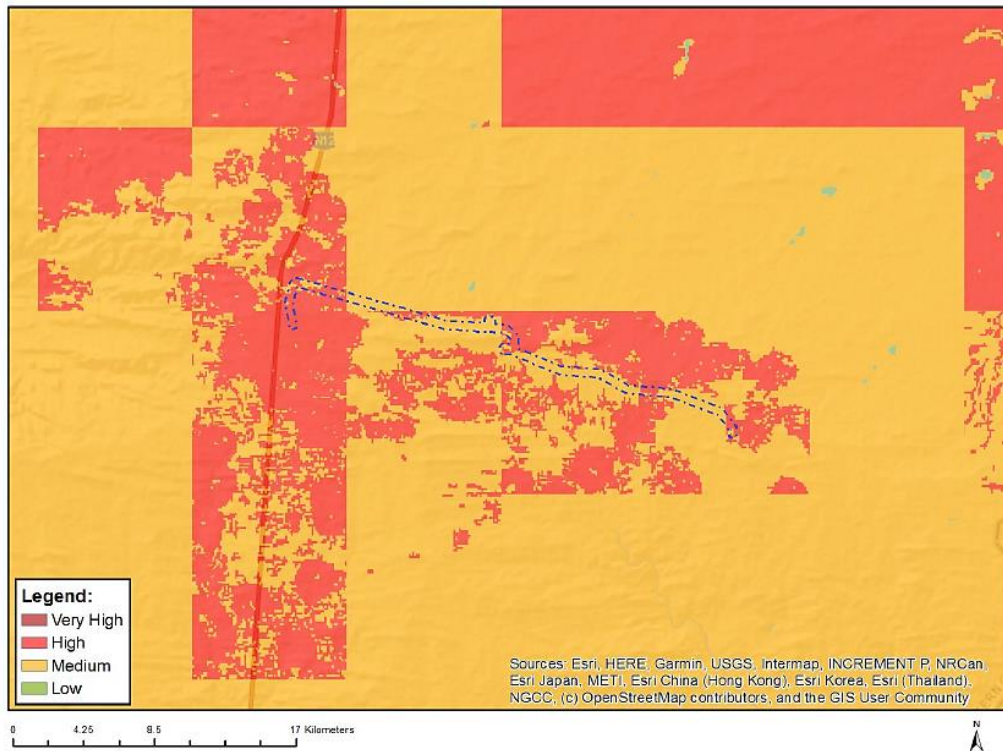 Legend:
Very High
High
Medium
Low
Sources: Esri, HERE, Garmin, USGS, Intermap, INCREMENT P, NRCan,
Esri Japan, METI, Esri China (Hong Kong), Esri Korea, Esri (Thailand),
NGCC, (c) OpenStreetMap contributors, and the GIS User Community
0 4.25 8.5 17 Kilometers
N